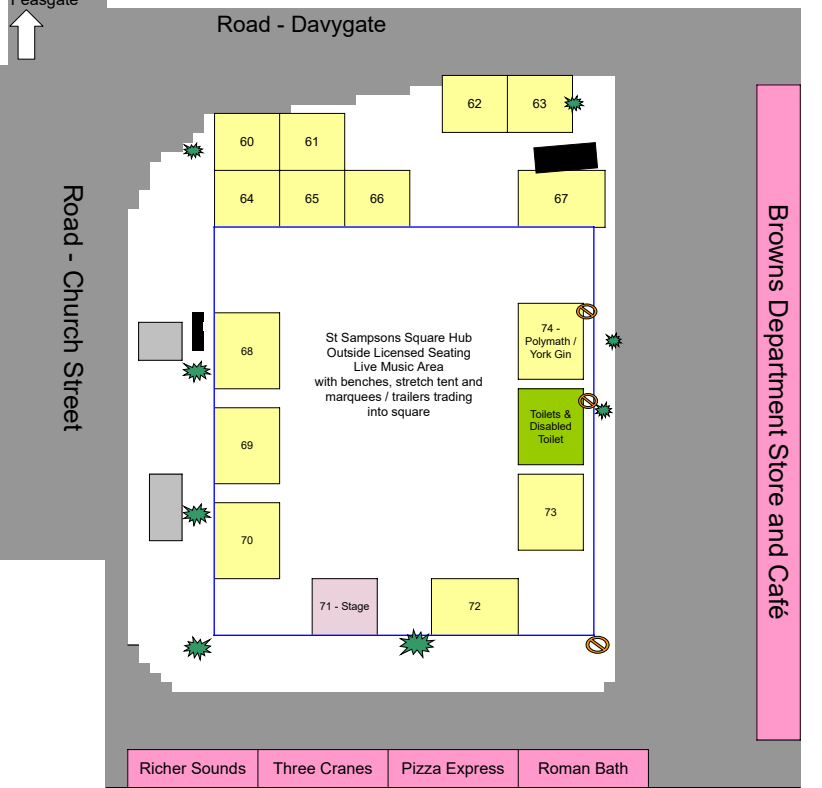 Feasgate
Road - Davygate
62
63
60
61
64
65
66
67
Road - Church Street
Browns Department Store and Café
68
St Sampsons Square Hub
Outside Licensed Seating
Live Music Area
with benches, stretch tent and
marquees / trailers trading
into square
74 -
Polymath /
York Gin
69
Toilets &
Disabled
Toilet
70
73
71 - Stage
72
Richer Sounds
Three Cranes
Pizza Express
Roman Bath